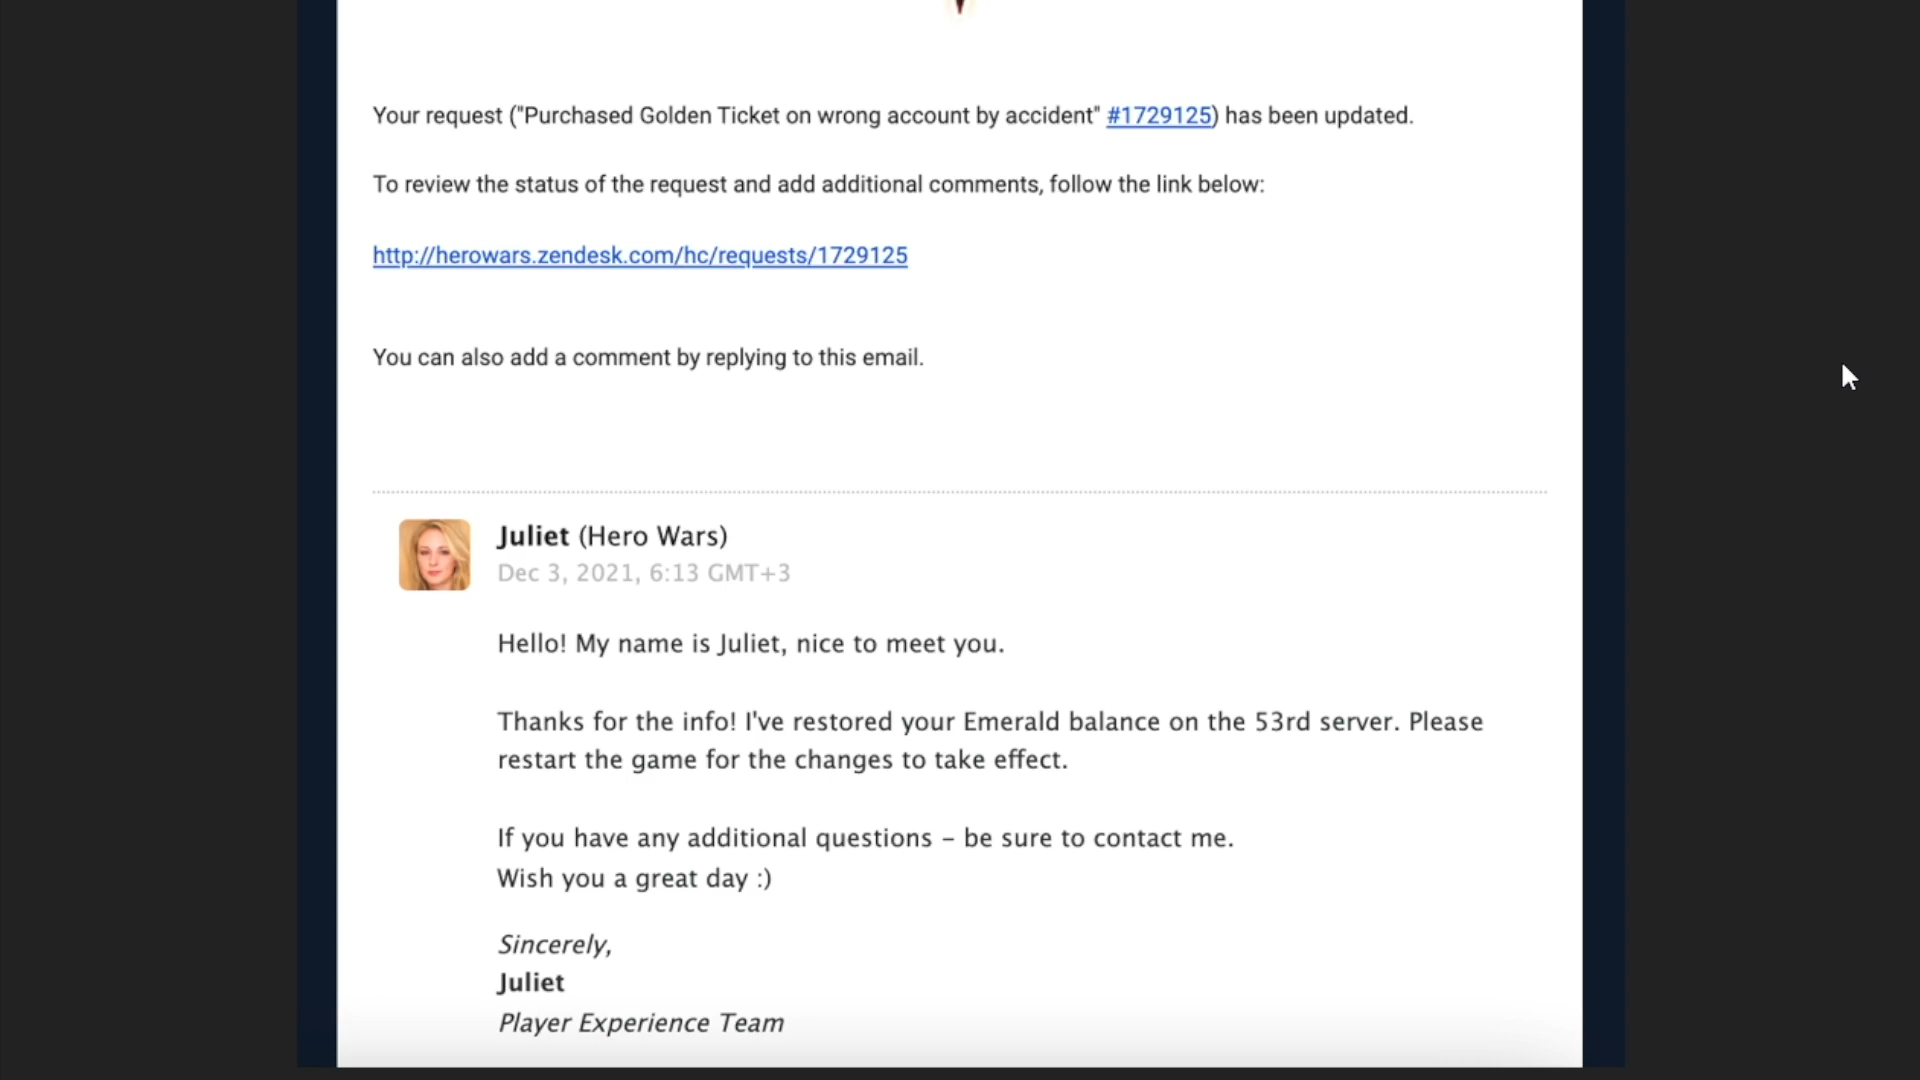 Your request ("Purchased Golden Ticket on wrong account by accident" #1729125) has been updated.
To review the status of the request and add additional comments, follow the link below:
http://herowars.zendesk.com/hc/requests/1729125
You can also add a comment by replying to this email.
Juliet (Hero Wars)
Dec 3, 2021, 6:13 GMT+3
Hello! My name is Juliet, nice to meet you.
Thanks for the info! I've restored your Emerald balance on the 53rd server. Please
restart the game for the changes to take effect.
If you have any additional questions – be sure to contact me.
Wish you a great day :)
Sincerely,
Juliet
Player Experience Team